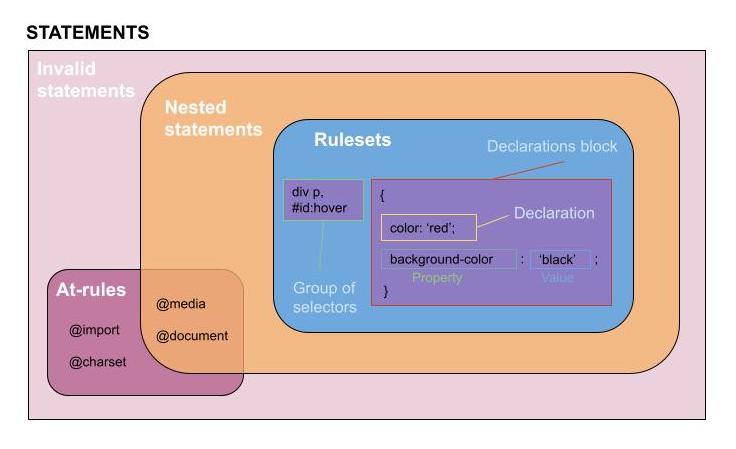 STATEMENTS
Invalid
statements
Nested
statements
Rulesets
Declarations block
div p,
#id:hover
{
color: ‘red’;
Declaration
background-color : ‘black’ ;
Property
Value
}
Group of
selectors
At-rules
@media
@import
@document
@charset